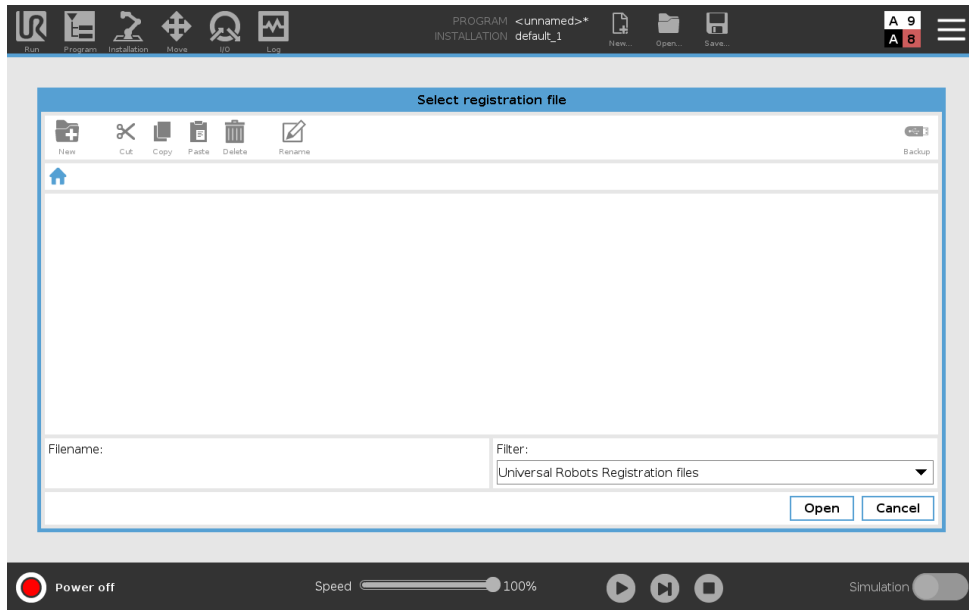 PROGRAM <unnamed>*
INSTALLATION default_1
Run Program Installation Move I/O Log New... Open... Save...
A 9
A 8
Select registration file
New Cut Copy Paste Delete Rename Backup
Filename:
Filter:
Universal Robots Registration files
Open Cancel
Power off Speed 100% Simulation